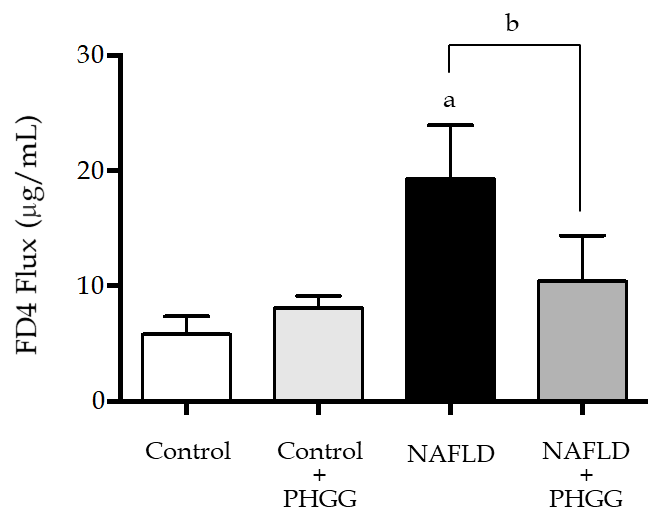 b
30
a
20
10
0
FD4 Flux (µg/mL)
Control
Control
+
PHGG
NAFLD
NAFLD
+
PHGG